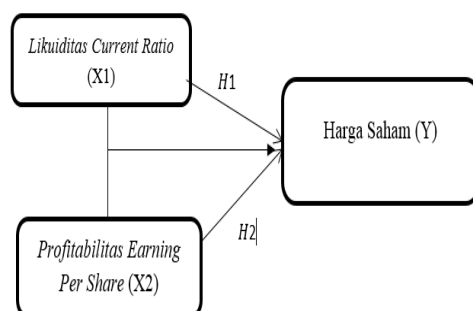 Likuiditas Current Ratio
(X1)
H1
Harga Saham (Y)
H2
Profitabilitas Earning
Per Share (X2)